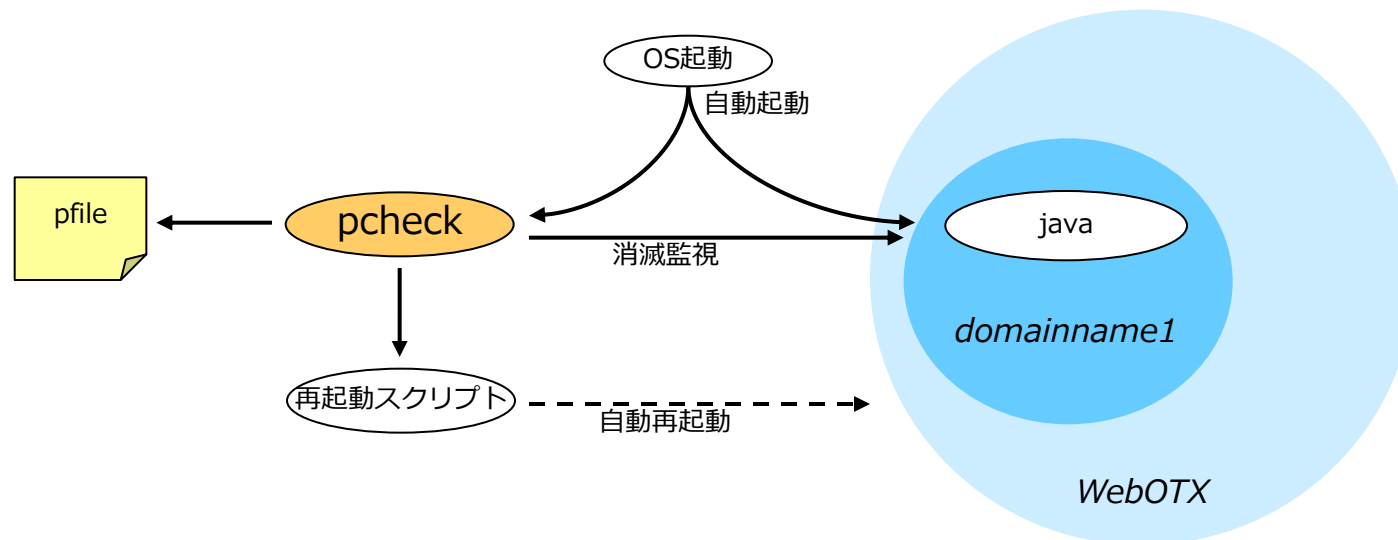 OS起動
自動起動
pfile
pcheck
java
消滅監視
domainname1
再起動スクリプト
自動再起動
WebOTX